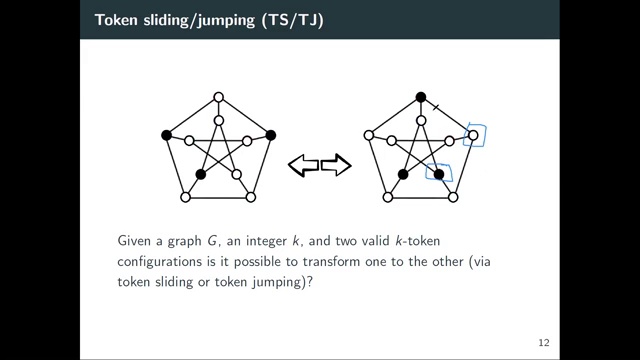 Token sliding/jumping (TS/TJ)
Given a graph G, an integer k, and two valid k-token
configurations is it possible to transform one to the other (via
token sliding or token jumping)?
12